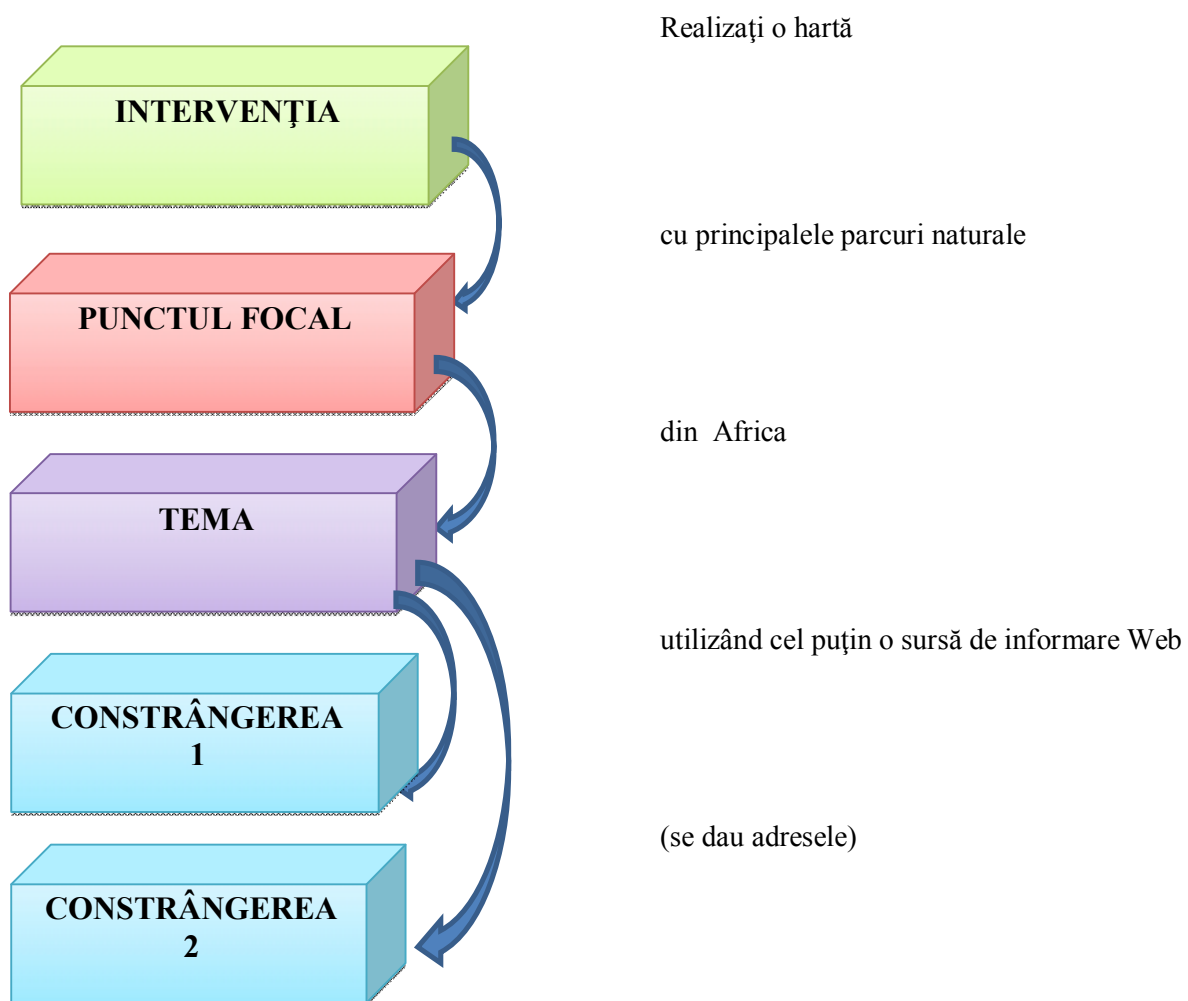 Realizaţi o hartă
INTERVENŢIA
cu principalele parcuri naturale
PUNCTUL FOCAL
din Africa
TEMA
utilizând cel puţin o sursă de informare Web
CONSTRÂNGEREA
1
(se dau adresele)
CONSTRÂNGEREA
2